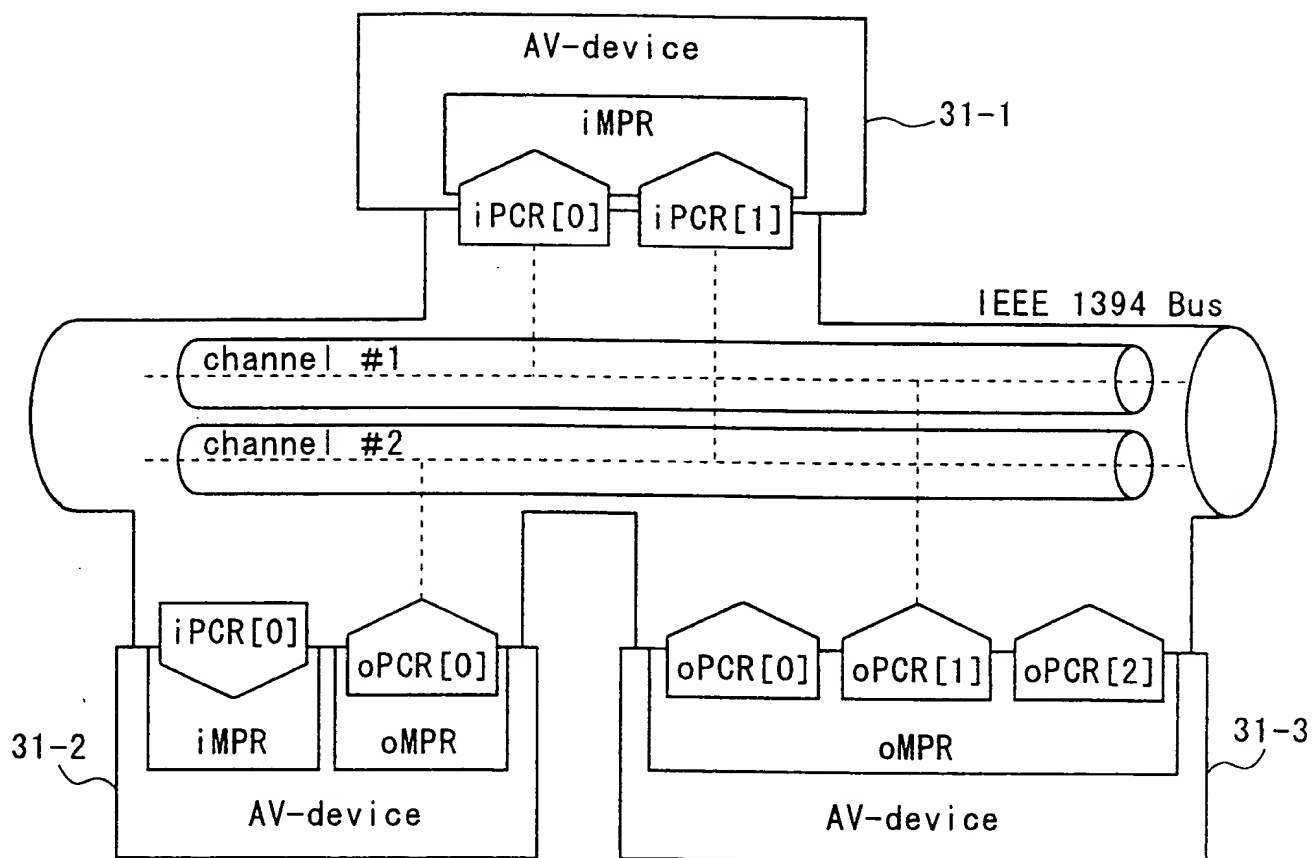 AV-device
iMPR
31-1
iPCR[0]
iPCR[1]
IEEE 1394 Bus
channel #1
channel #2
iPCR[0]
oPCR[0]
oPCR[0]
oPCR[1]
oPCR[2]
31-2
iMPR
oMPR
oMPR
31-3
AV-device
AV-device